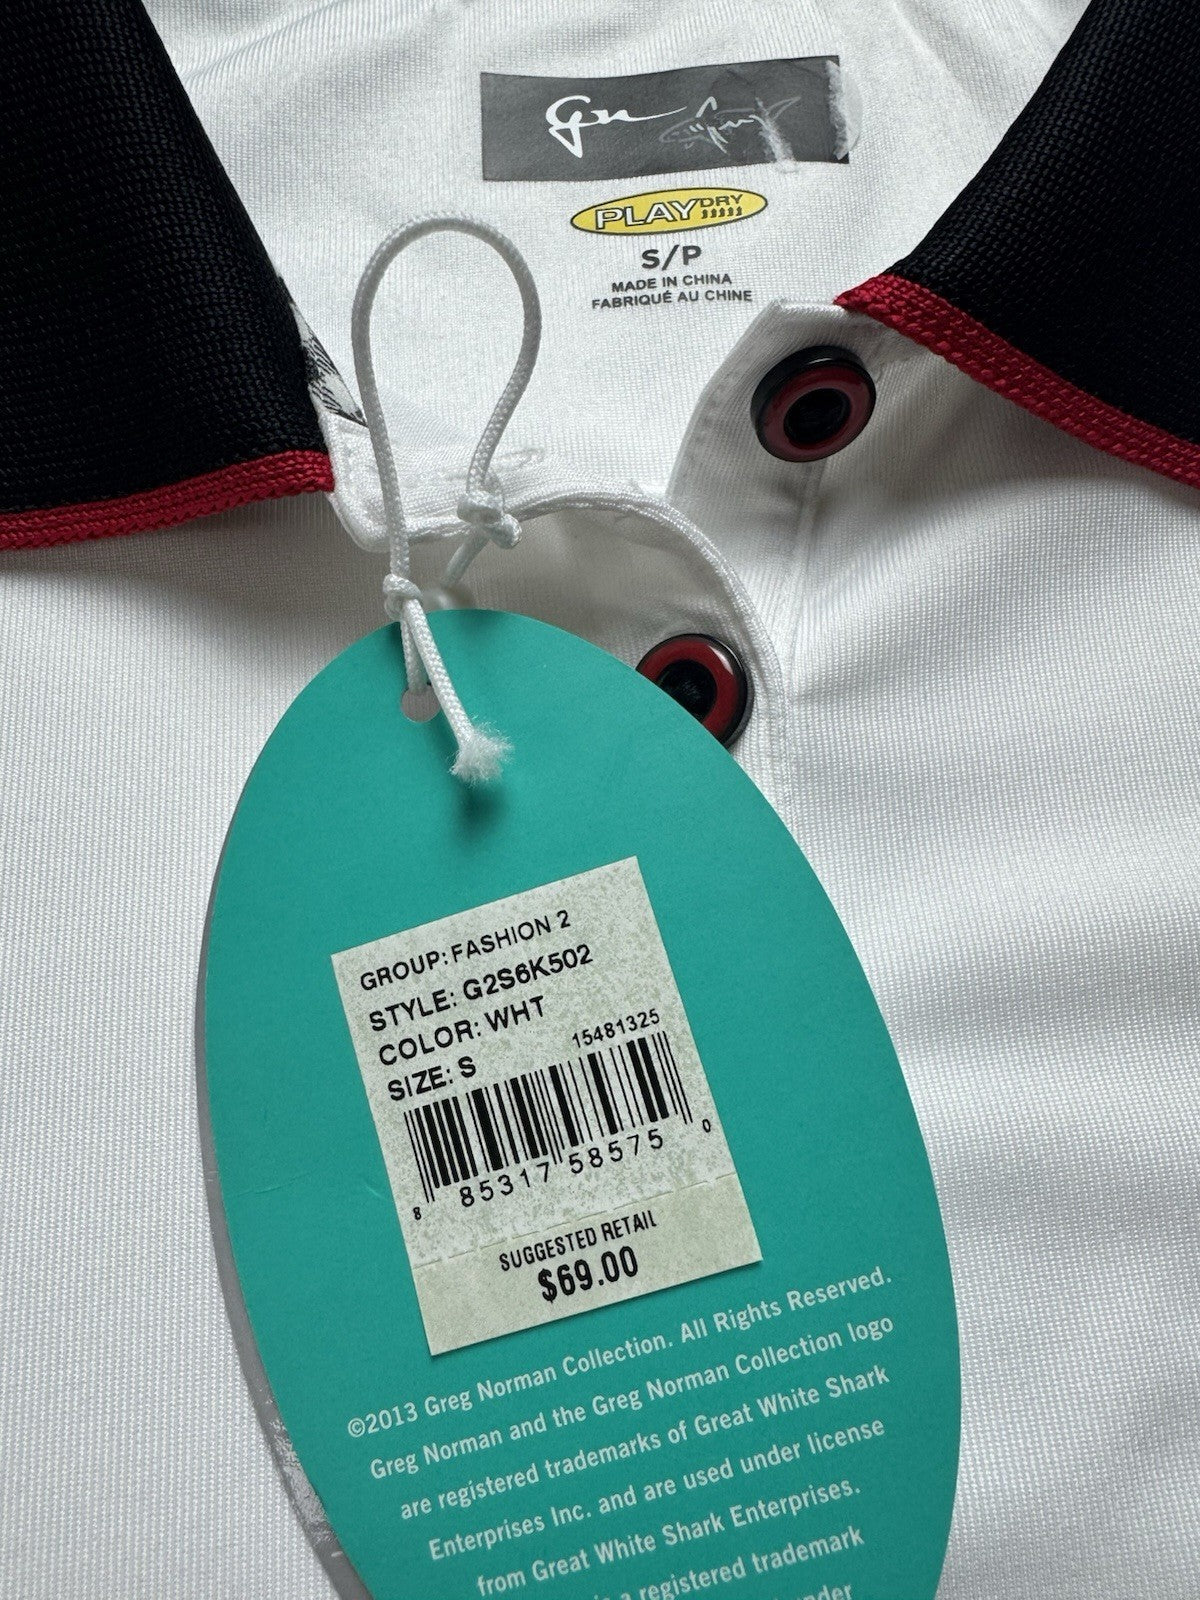 PLAYDRY
S/P
MADE IN CHINA
FABRIQUÉ AU CHINE
GROUP: FASHION 2
STYLE: G2S6K502
COLOR: WHT
SIZE: S
15481325
8 85317 58575 0
SUGGESTED RETAIL
$69.00
©2013 Greg Norman Collection. All Rights Reserved.
Greg Norman and the Greg Norman Collection logo
are registered trademarks of Great White Shark
Enterprises Inc. and are used under license
from Great White Shark Enterprises.
a registered trademark
under